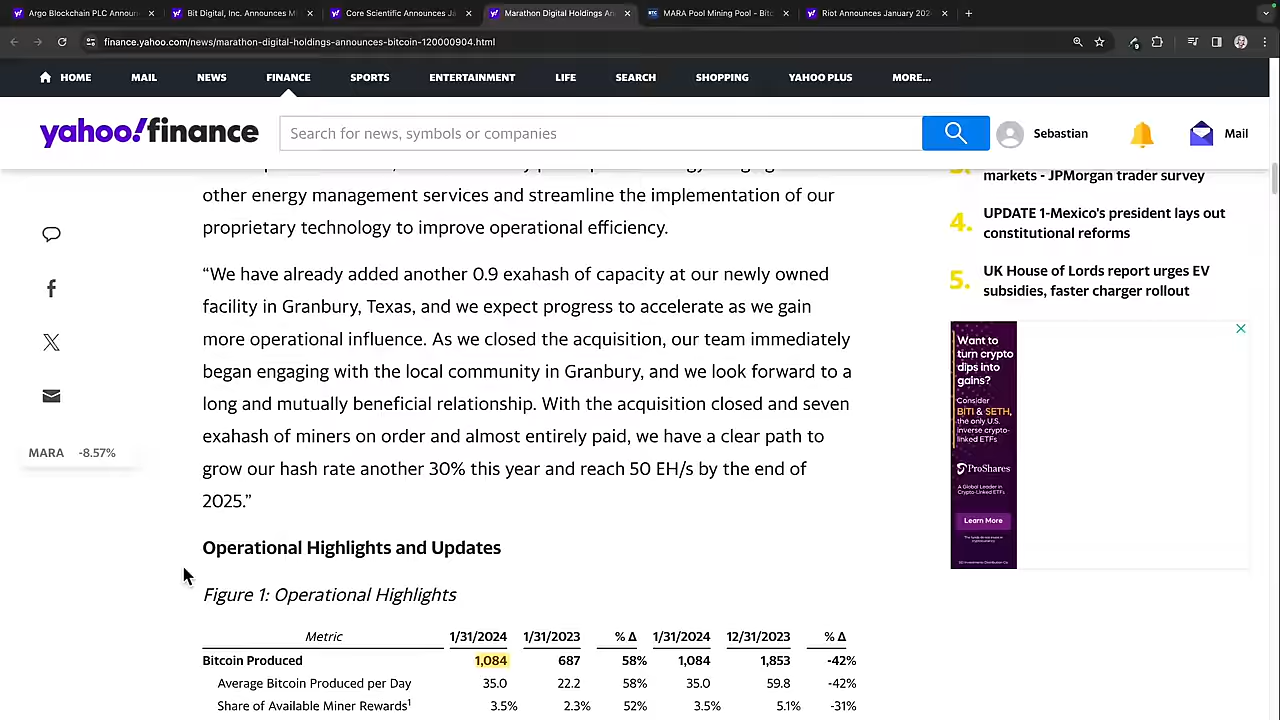 Argo Blockchain PLC Announ
Bit Digital, Inc. Announces M
Core Scientific Announces Ja
Marathon Digital Holdings An
MARA Pool Mining Pool - Bitc
Riot Announces January 202
finance.yahoo.com/news/marathon-digital-holdings-announces-bitcoin-120000904.html
HOME MAIL NEWS FINANCE SPORTS ENTERTAINMENT LIFE SEARCH SHOPPING YAHOO PLUS MORE...
yahoo!finance
Search for news, symbols or companies
Sebastian
Mail
other energy management services and streamline the implementation of our
proprietary technology to improve operational efficiency.
“We have already added another 0.9 exahash of capacity at our newly owned
facility in Granbury, Texas, and we expect progress to accelerate as we gain
more operational influence. As we closed the acquisition, our team immediately
began engaging with the local community in Granbury, and we look forward to a
long and mutually beneficial relationship. With the acquisition closed and seven
exahash of miners on order and almost entirely paid, we have a clear path to
grow our hash rate another 30% this year and reach 50 EH/s by the end of
2025.”
MARA -8.57%
Operational Highlights and Updates
Figure 1: Operational Highlights
Metric 1/31/2024 1/31/2023 % Δ 1/31/2024 12/31/2023 % Δ
Bitcoin Produced 1,084 687 58% 1,084 1,853 -42%
Average Bitcoin Produced per Day 35.0 22.2 58% 35.0 59.8 -42%
Share of Available Miner Rewards1 3.5% 2.3% 52% 3.5% 5.1% -31%
markets - JPMorgan trader survey
4. UPDATE 1-Mexico's president lays out
constitutional reforms
5. UK House of Lords report urges EV
subsidies, faster charger rollout
Want to
turn crypto
dips into
gains?
Consider
BITI & SETH,
the only U.S.
inverse crypto-
linked ETFs
ProShares
A Global Leader in
Crypto-Linked ETFs
Learn More